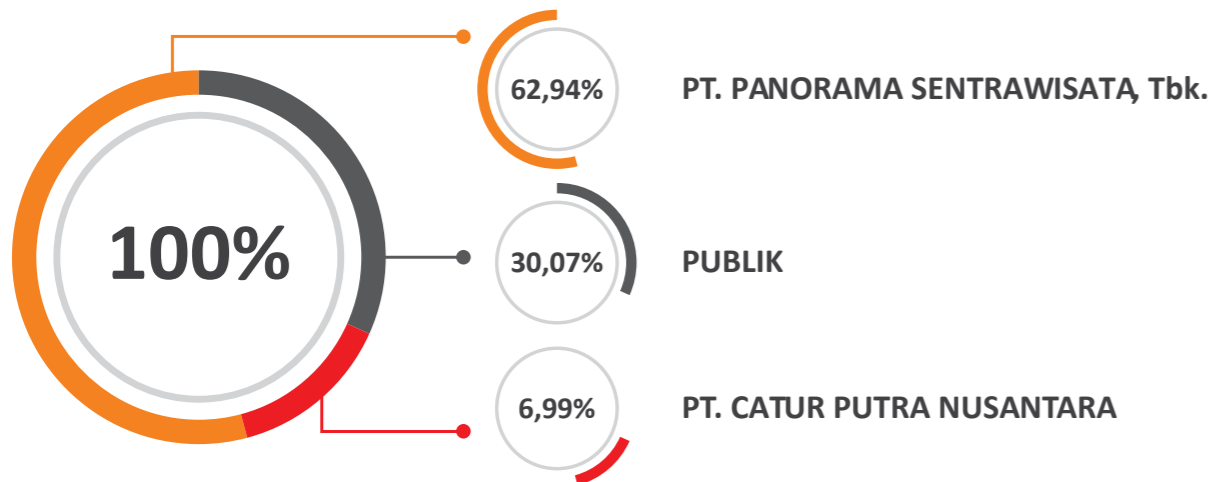 100%
62,94%
PT. PANORAMA SENTRAWISATA, Tbk.
30,07%
PUBLIK
6,99%
PT. CATUR PUTRA NUSANTARA